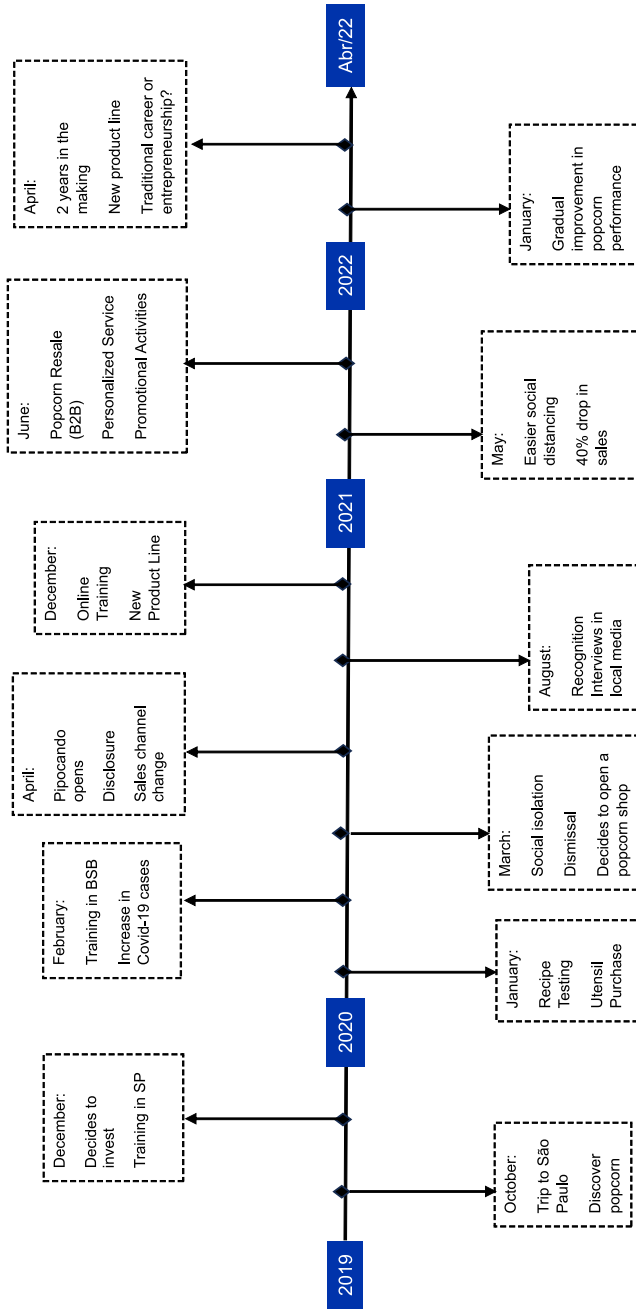 2019
October:
Trip to São
Paulo
Discover
popcorn
December:
Decides to
invest
Training in SP
2020
January:
Recipe
Testing
Utensil
Purchase
February:
Training in BSB
Increase in
Covid-19 cases
March:
Social isolation
Dismissal
Decides to open a
popcorn shop
April:
Pipocando
opens
Disclosure
Sales channel
change
August:
Recognition
Interviews in
local media
December:
Online
Training
New
Product Line
2021
May:
Easier social
distancing
40% drop in
sales
June:
Popcorn Resale
(B2B)
Personalized Service
Promotional Activities
2022
January:
Gradual
improvement in
popcorn
performance
April:
2 years in the
making
New product line
Traditional career or
entrepreneurship?
Abr/22